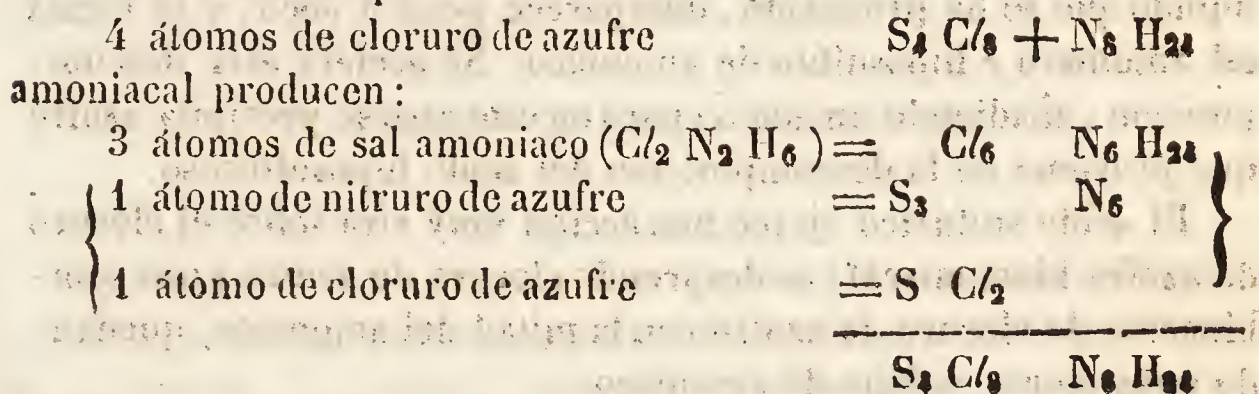 4 átomos de cloruro de azufre S₄ Cl₈ + N₈ H₂₄
amoniacal producen:
3 átomos de sal amoniaco (Cl₂ N₂ H₆) = Cl₆ N₆ H₂₄
1 átomo de nitruro de azufre = S₃ N₆
1 átomo de cloruro de azufre = S Cl₂
S₄ Cl₈ N₈ H₂₄